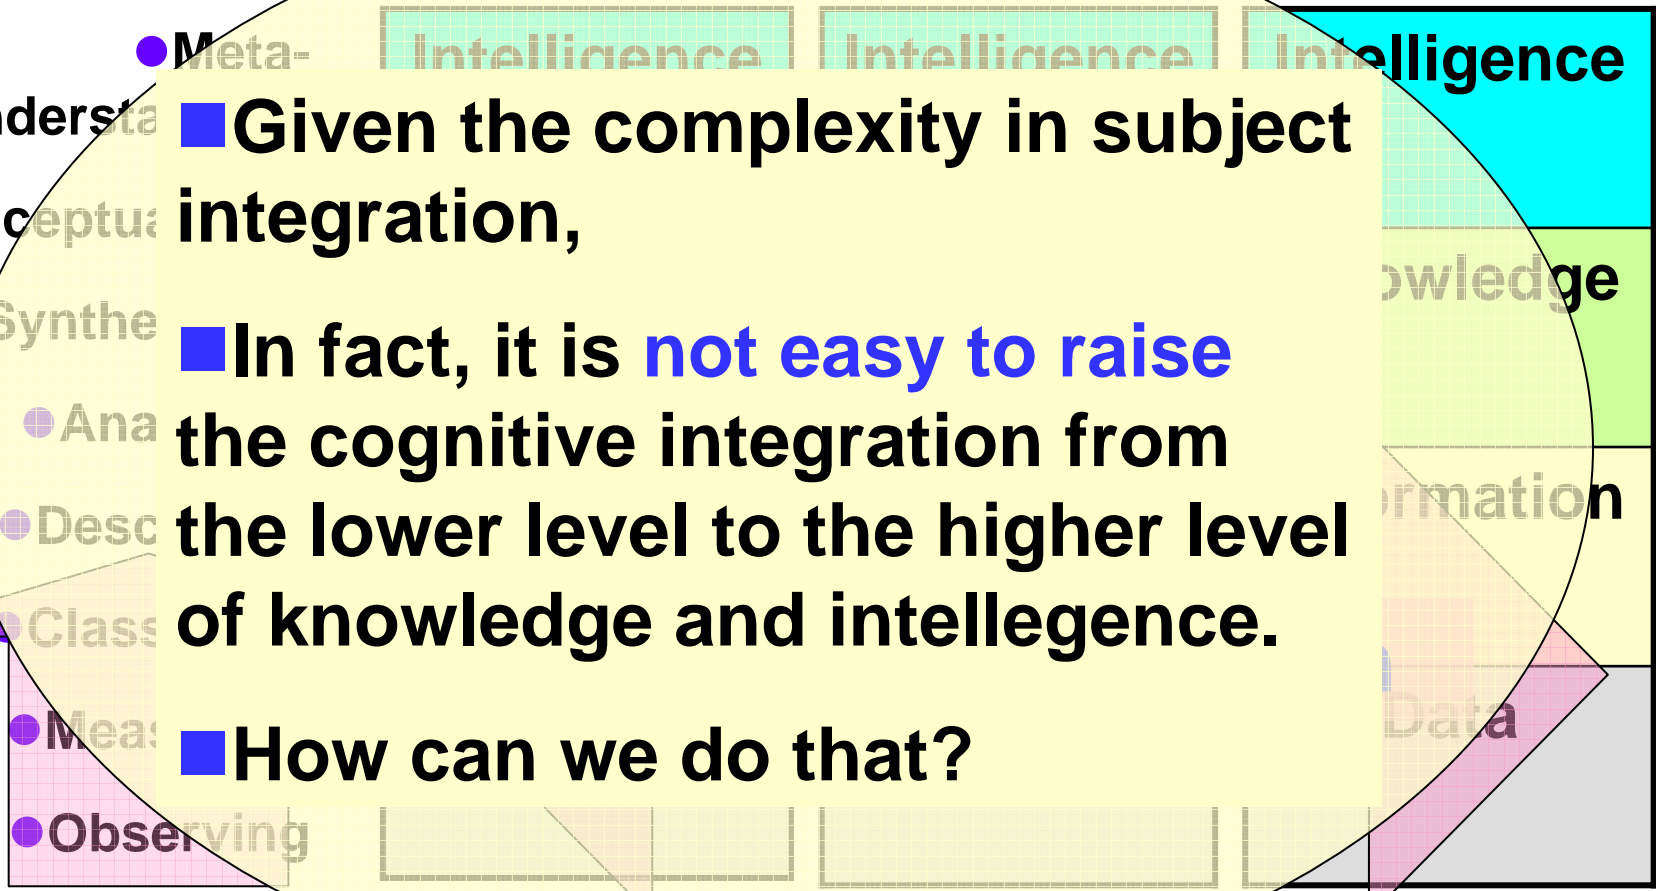 Meta-
Intelligence
Intelligence
Intelligence
■Given the complexity in subject
integration,
■In fact, it is not easy to raise
the cognitive integration from
the lower level to the higher level
of knowledge and intellegence.
■How can we do that?
Data
Observing